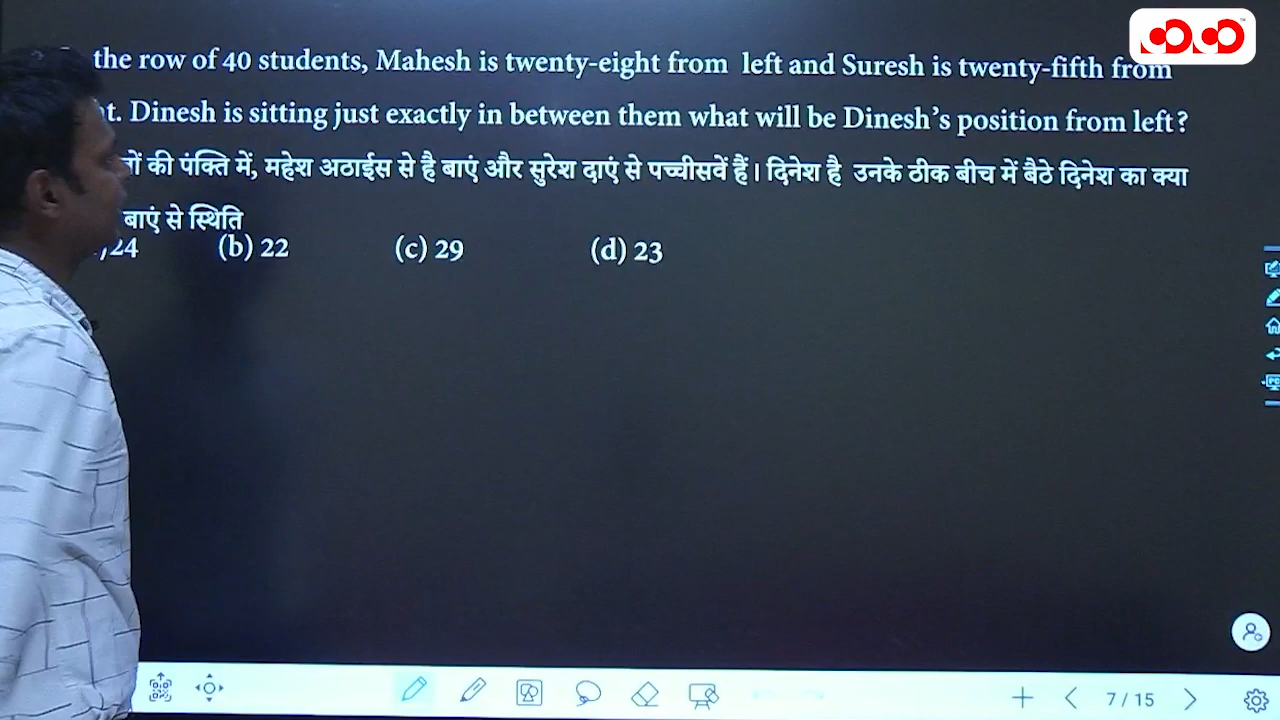 the row of 40 students, Mahesh is twenty-eight from left and Suresh is twenty-fifth from
Dinesh is sitting just exactly in between them what will be Dinesh's position from left?
की पंक्ति में, महेश अठाईस से है बाएं और सुरेश दाएं से पच्चीसवें हैं। दिनेश है उनके ठीक बीच में बैठे दिनेश का क्या
बाएं से स्थिति
24 (b) 22 (c) 29 (d) 23
7 / 15